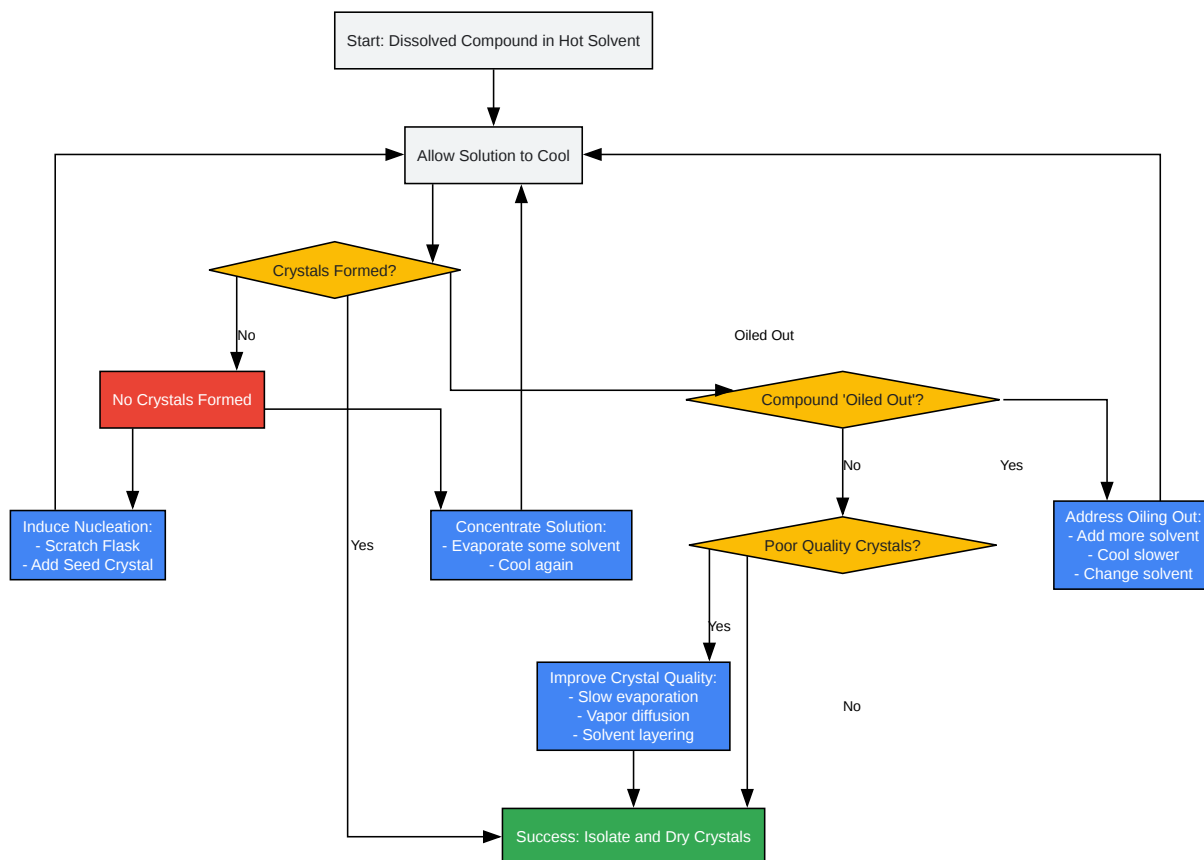 Start: Dissolved Compound in Hot Solvent
Allow Solution to Cool
Crystals Formed?
No
Oiled Out
No Crystals Formed
Compound 'Oiled Out'?
No
Yes
Induce Nucleation:
- Scratch Flask
- Add Seed Crystal
Yes
Concentrate Solution:
- Evaporate some solvent
- Cool again
Poor Quality Crystals?
Address Oiling Out:
- Add more solvent
- Cool slower
- Change solvent
Yes
Improve Crystal Quality:
- Slow evaporation
- Vapor diffusion
- Solvent layering
No
Success: Isolate and Dry Crystals